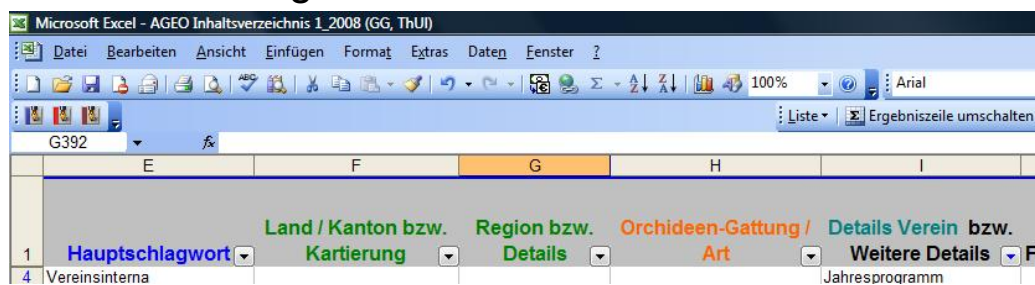 Microsoft Excel - AGEO Inhaltsverzeichnis 1_2008 (GG, ThUl)
Datei Bearbeiten Ansicht Einfügen Format Extras Daten Fenster ?
100% Arial
Liste Σ Ergebniszeile umschalten
G392 fx
E F G H I
Land / Kanton bzw. Region bzw. Orchideen-Gattung / Details Verein bzw.
1 Hauptschlagwort Kartierung Details Art Weitere Details F
4 Vereinsinterna Jahresprogramm